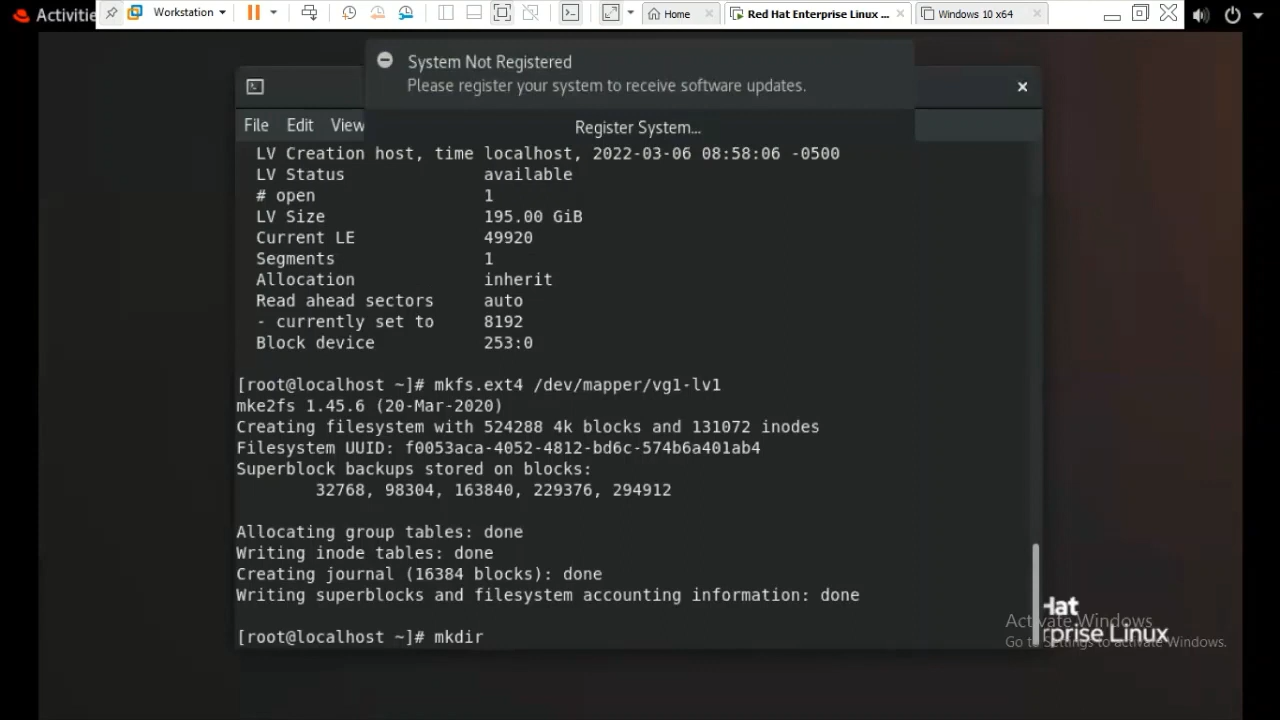 Activitie
Workstation
Home
Red Hat Enterprise Linux ...
Windows 10 x64
System Not Registered
Please register your system to receive software updates.
Register System...
File Edit View
LV Creation host, time localhost, 2022-03-06 08:58:06 -0500
LV Status available
# open 1
LV Size 195.00 GiB
Current LE 49920
Segments 1
Allocation inherit
Read ahead sectors auto
- currently set to 8192
Block device 253:0
[root@localhost ~]# mkfs.ext4 /dev/mapper/vg1-lv1
mke2fs 1.45.6 (20-Mar-2020)
Creating filesystem with 524288 4k blocks and 131072 inodes
Filesystem UUID: f0053aca-4052-4812-bd6c-574b6a401ab4
Superblock backups stored on blocks:
32768, 98304, 163840, 229376, 294912
Allocating group tables: done
Writing inode tables: done
Creating journal (16384 blocks): done
Writing superblocks and filesystem accounting information: done
[root@localhost ~]# mkdir
Hat
rprise Linux
Activate Windows
Go to Settings to activate Windows.